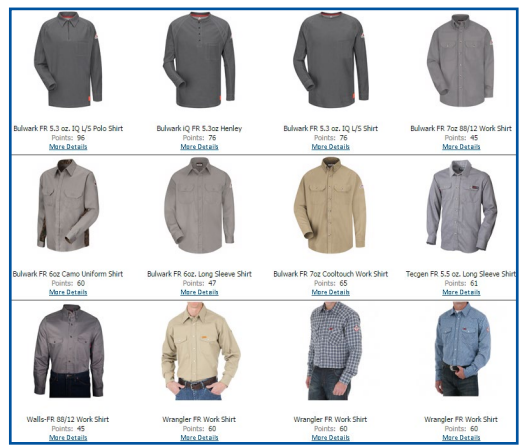 Bulwark FR 5.3 oz. IQ L/S Polo Shirt
Points: 96
More Details
Bulwark iQ FR 5.3oz Henley
Points: 76
More Details
Bulwark FR 5.3 oz. IQ L/S Shirt
Points: 76
More Details
Bulwark FR 7oz 88/12 Work Shirt
Points: 45
More Details
Bulwark FR 6oz Camo Uniform Shirt
Points: 60
More Details
Bulwark FR 6oz. Long Sleeve Shirt
Points: 47
More Details
Bulwark FR 7oz Cooltouch Work Shirt
Points: 65
More Details
Tecgen FR 5.5 oz. Long Sleeve Shirt
Points: 61
More Details
Walls-FR 88/12 Work Shirt
Points: 45
More Details
Wrangler FR Work Shirt
Points: 60
More Details
Wrangler FR Work Shirt
Points: 60
More Details
Wrangler FR Work Shirt
Points: 60
More Details